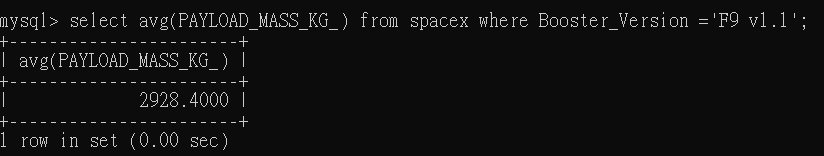 mysql> select avg(PAYLOAD_MASS_KG_) from spacex where Booster_Version ='F9 v1.1';
+-----------------------+
| avg(PAYLOAD_MASS_KG_) |
+-----------------------+
|             2928.4000 |
+-----------------------+
1 row in set (0.00 sec)